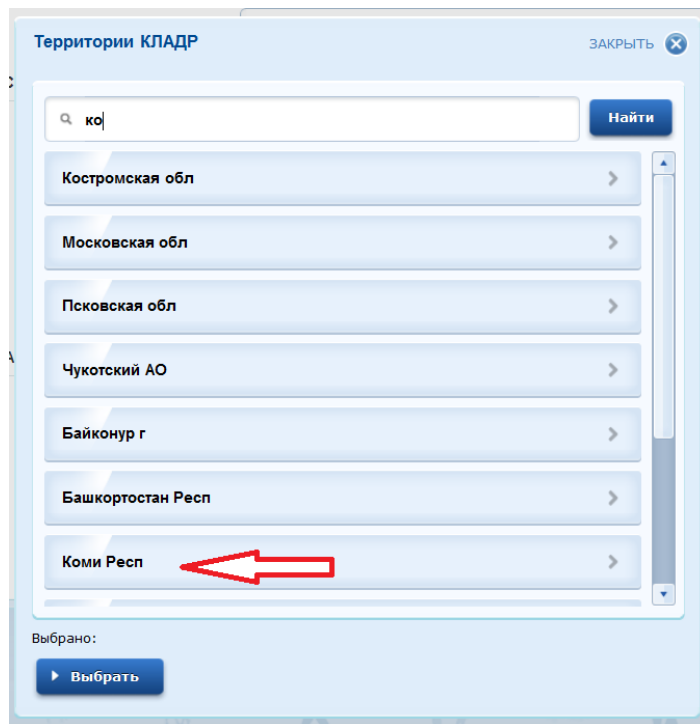 Территории КЛАДР
ЗАКРЫТЬ
ко
Найти
Костромская обл
Московская обл
Псковская обл
Чукотский АО
Байконур г
Башкортостан Респ
Коми Респ
Выбрано:
Выбрать